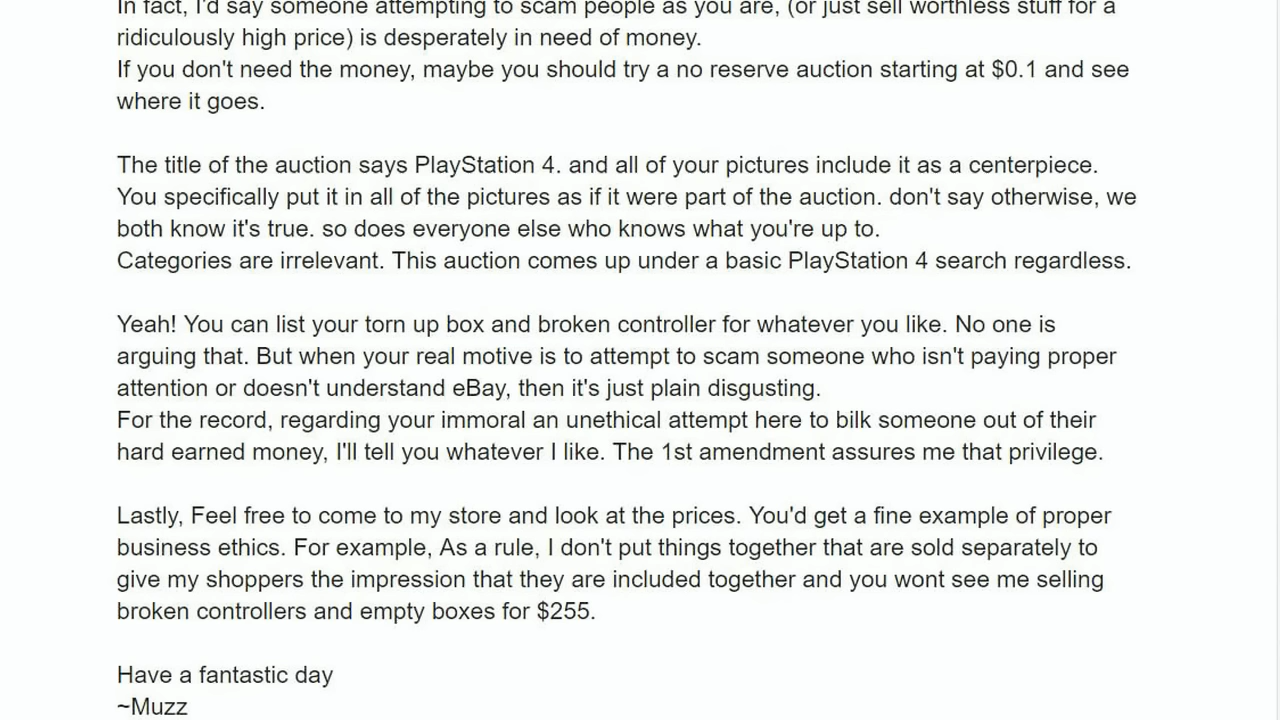 In fact, I'd say someone attempting to scam people as you are, (or just sell worthless stuff for a
ridiculously high price) is desperately in need of money.
If you don't need the money, maybe you should try a no reserve auction starting at $0.1 and see
where it goes.
The title of the auction says PlayStation 4. and all of your pictures include it as a centerpiece.
You specifically put it in all of the pictures as if it were part of the auction. don't say otherwise, we
both know it's true. so does everyone else who knows what you're up to.
Categories are irrelevant. This auction comes up under a basic PlayStation 4 search regardless.
Yeah! You can list your torn up box and broken controller for whatever you like. No one is
arguing that. But when your real motive is to attempt to scam someone who isn't paying proper
attention or doesn't understand eBay, then it's just plain disgusting.
For the record, regarding your immoral an unethical attempt here to bilk someone out of their
hard earned money, I'll tell you whatever I like. The 1st amendment assures me that privilege.
Lastly, Feel free to come to my store and look at the prices. You'd get a fine example of proper
business ethics. For example, As a rule, I don't put things together that are sold separately to
give my shoppers the impression that they are included together and you wont see me selling
broken controllers and empty boxes for $255.
Have a fantastic day
~Muzz